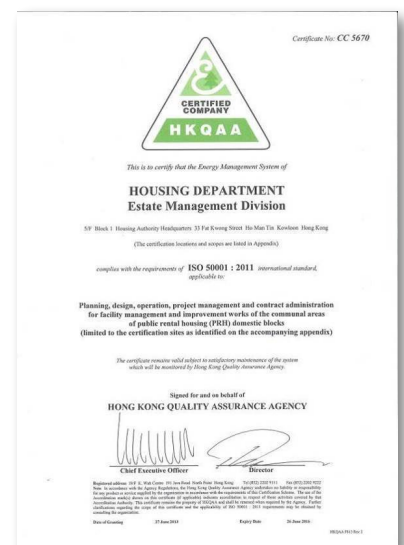 Certificate No: CC 5670
CERTIFIED
COMPANY
HKQAA
This is to certify that the Energy Management System of
HOUSING DEPARTMENT
Estate Management Division
5/F Block 1 Housing Authority Headquarters 33 Fat Kwong Street Ho Man Tin Kowloon Hong Kong
(The certification locations and scopes are listed in Appendix)
complies with the requirements of ISO 50001 : 2011 international standard,
applicable to:
Planning, design, operation, project management and contract administration
for facility management and improvement works of the communal areas
of public rental housing (PRH) domestic blocks
(limited to the certification sites as identified on the accompanying appendix)
The certificate remains valid subject to satisfactory maintenance of the system
which will be monitored by Hong Kong Quality Assurance Agency.
Signed for and on behalf of
HONG KONG QUALITY ASSURANCE AGENCY
Chief Executive Officer
Director
Date of Granting
Expiry Date